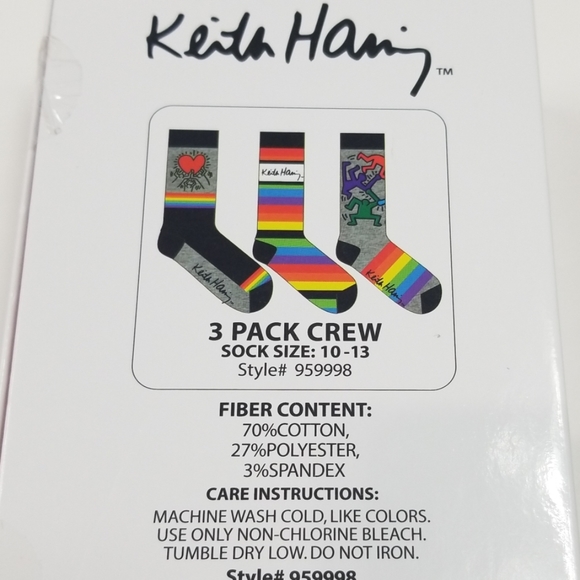 Keith Haring ™
Keith Haring
Keith Haring
Keith Haring
3 PACK CREW
SOCK SIZE: 10 -13
Style# 959998
FIBER CONTENT:
70%COTTON,
27%POLYESTER,
3%SPANDEX
CARE INSTRUCTIONS:
MACHINE WASH COLD, LIKE COLORS.
USE ONLY NON-CHLORINE BLEACH.
TUMBLE DRY LOW. DO NOT IRON.
Style# 959998